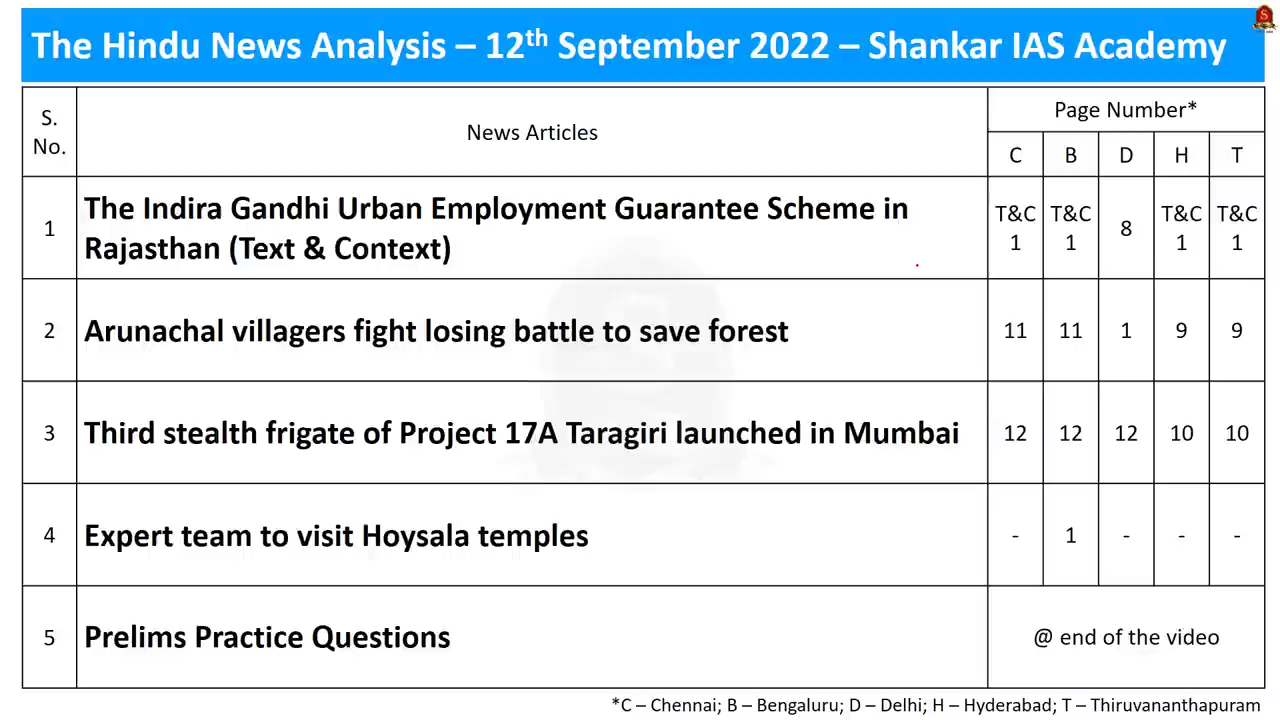 The Hindu News Analysis – 12th September 2022 – Shankar IAS Academy
S. No. News Articles Page Number*
C B D H T
1 The Indira Gandhi Urban Employment Guarantee Scheme in T&C T&C 8 T&C T&C
Rajasthan (Text & Context) 1 1 1 1
2 Arunachal villagers fight losing battle to save forest 11 11 1 9 9
3 Third stealth frigate of Project 17A Taragiri launched in Mumbai 12 12 12 10 10
4 Expert team to visit Hoysala temples - 1 - - -
5 Prelims Practice Questions @ end of the video
*C – Chennai; B – Bengaluru; D – Delhi; H – Hyderabad; T – Thiruvananthapuram